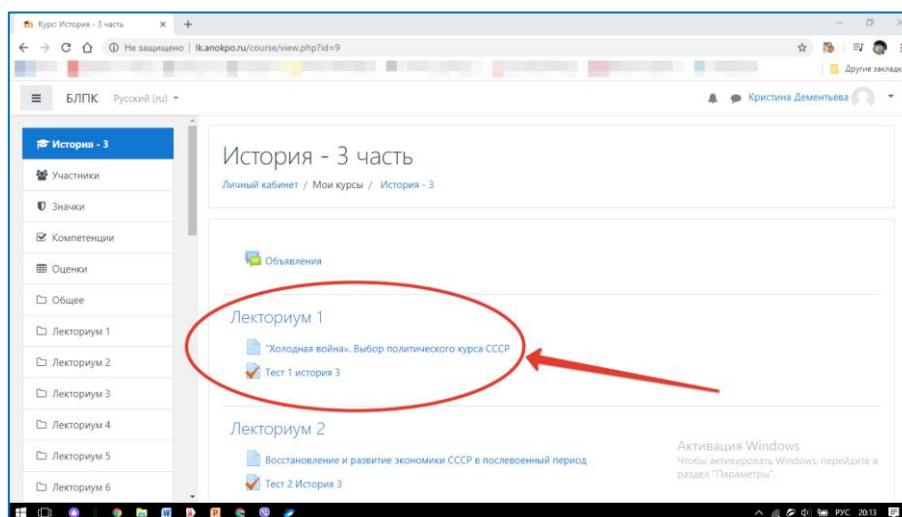 Курс: История - 3 часть
Не защищено | lk.anokpo.ru/course/view.php?id=9
Другие закладк
БЛПК Русский (ru)
Кристина Дементьева
История - 3
Участники
Значки
Компетенции
Оценки
Общее
Лекториум 1
Лекториум 2
Лекториум 3
Лекториум 4
Лекториум 5
Лекториум 6
История - 3 часть
Личный кабинет / Мои курсы / История - 3
Объявления
Лекториум 1
"Холодная война». Выбор политического курса СССР
Тест 1 история 3
Лекториум 2
Восстановление и развитие экономики СССР в послевоенный период
Тест 2 История 3
Активация Windows
Чтобы активировать Windows, перейдите в
раздел "Параметры".
РУС 20:13